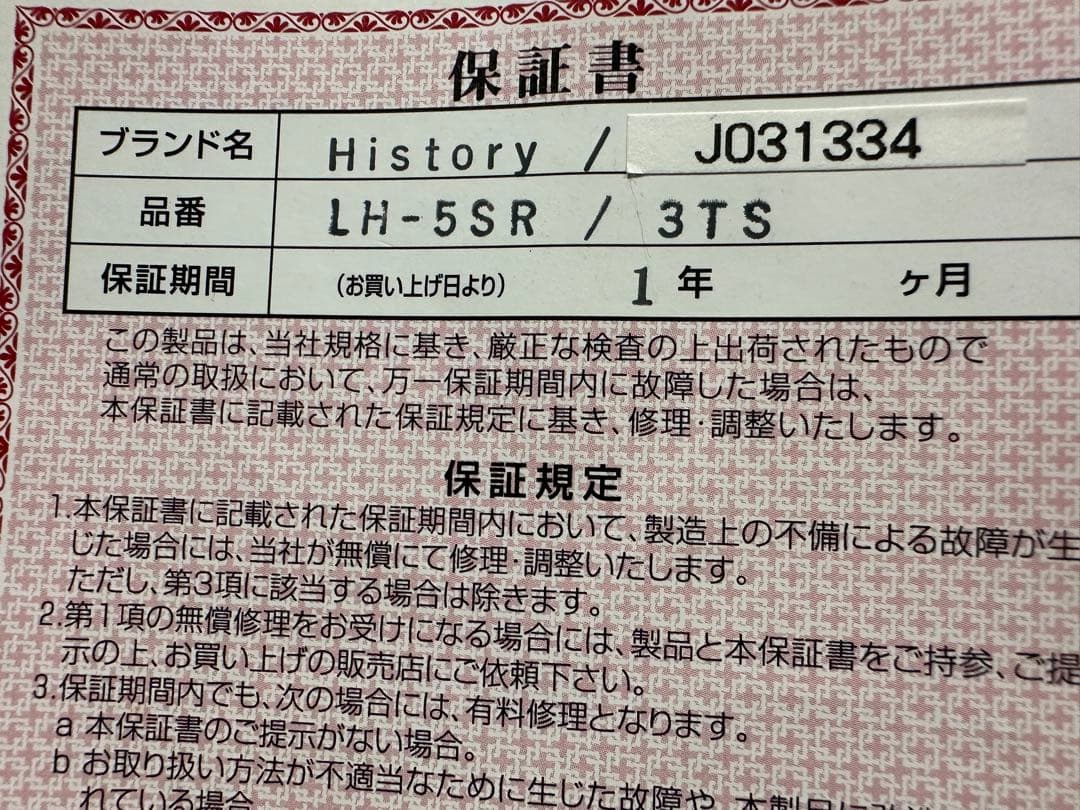 保証書
ブランド名 History / J031334
品番 LH-5SR / 3TS
保証期間 (お買い上げ日より) 1年 ヶ月
この製品は、当社規格に基き、厳正な検査の上出荷されたもので
通常の取扱において、万一保証期間内に故障した場合は、
本保証書に記載された保証規定に基き、修理・調整いたします。
保証規定
1.本保証書に記載された保証期間内において、製造上の不備による故障が生
じた場合には、当社が無償にて修理・調整いたします。
ただし、第3項に該当する場合は除きます。
2.第1項の無償修理をお受けになる場合には、製品と本保証書をご持参、ご提
示の上、お買い上げの販売店にご依頼下さい。
3.保証期間内でも、次の場合には、有料修理となります。
a 本保証書のご提示がない場合。
b お取り扱い方法が不適当なために生じた故障や、本製品に
れている場合